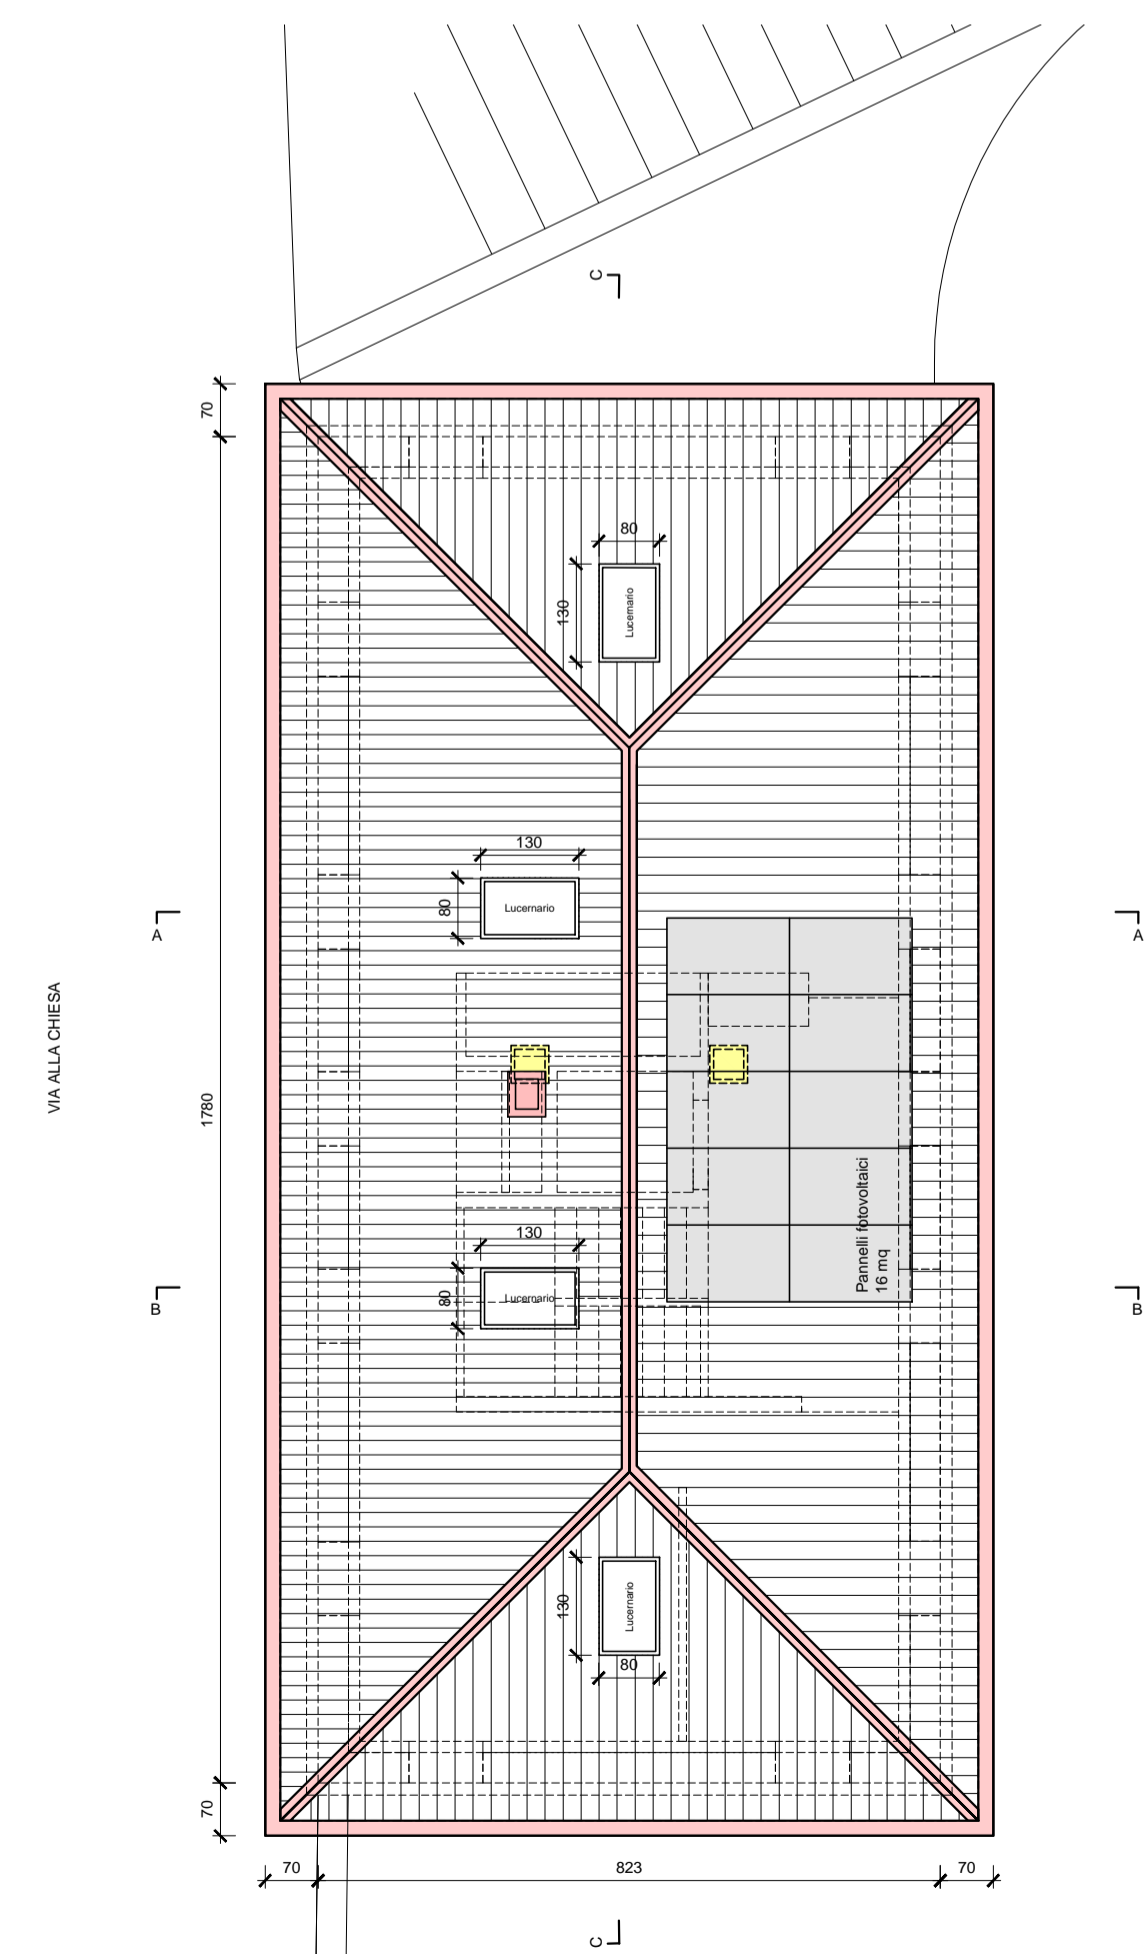 C
70
80
130
Lucernario
130
80
Lucernario
A
A
VIA ALLA CHIESA
1780
Pannelli fotovoltaici
16 mq
130
80
Lucernario
B
B
130
Lucernario
80
70
70
823
70
C